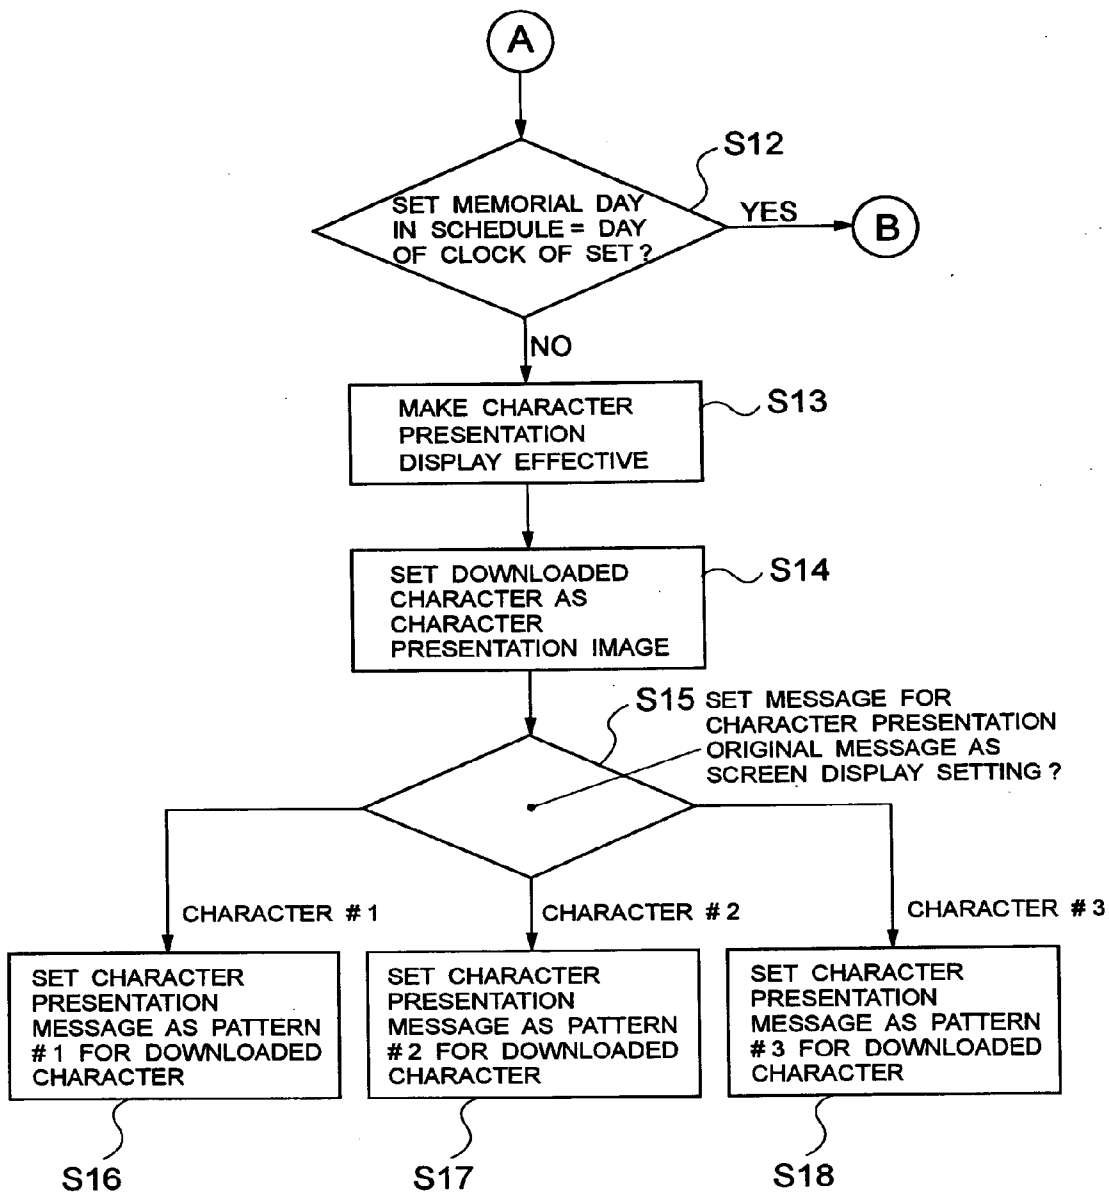 A
S12
SET MEMORIAL DAY
IN SCHEDULE = DAY
OF CLOCK OF SET ?
YES
B
NO
MAKE CHARACTER
PRESENTATION
DISPLAY EFFECTIVE
S13
SET DOWNLOADED
CHARACTER AS
CHARACTER
PRESENTATION IMAGE
S14
S15
SET MESSAGE FOR
CHARACTER PRESENTATION
ORIGINAL MESSAGE AS
SCREEN DISPLAY SETTING ?
CHARACTER # 1
CHARACTER # 2
CHARACTER # 3
SET CHARACTER
PRESENTATION
MESSAGE AS PATTERN
# 1 FOR DOWNLOADED
CHARACTER
SET CHARACTER
PRESENTATION
MESSAGE AS PATTERN
# 2 FOR DOWNLOADED
CHARACTER
SET CHARACTER
PRESENTATION
MESSAGE AS PATTERN
# 3 FOR DOWNLOADED
CHARACTER
S16
S17
S18